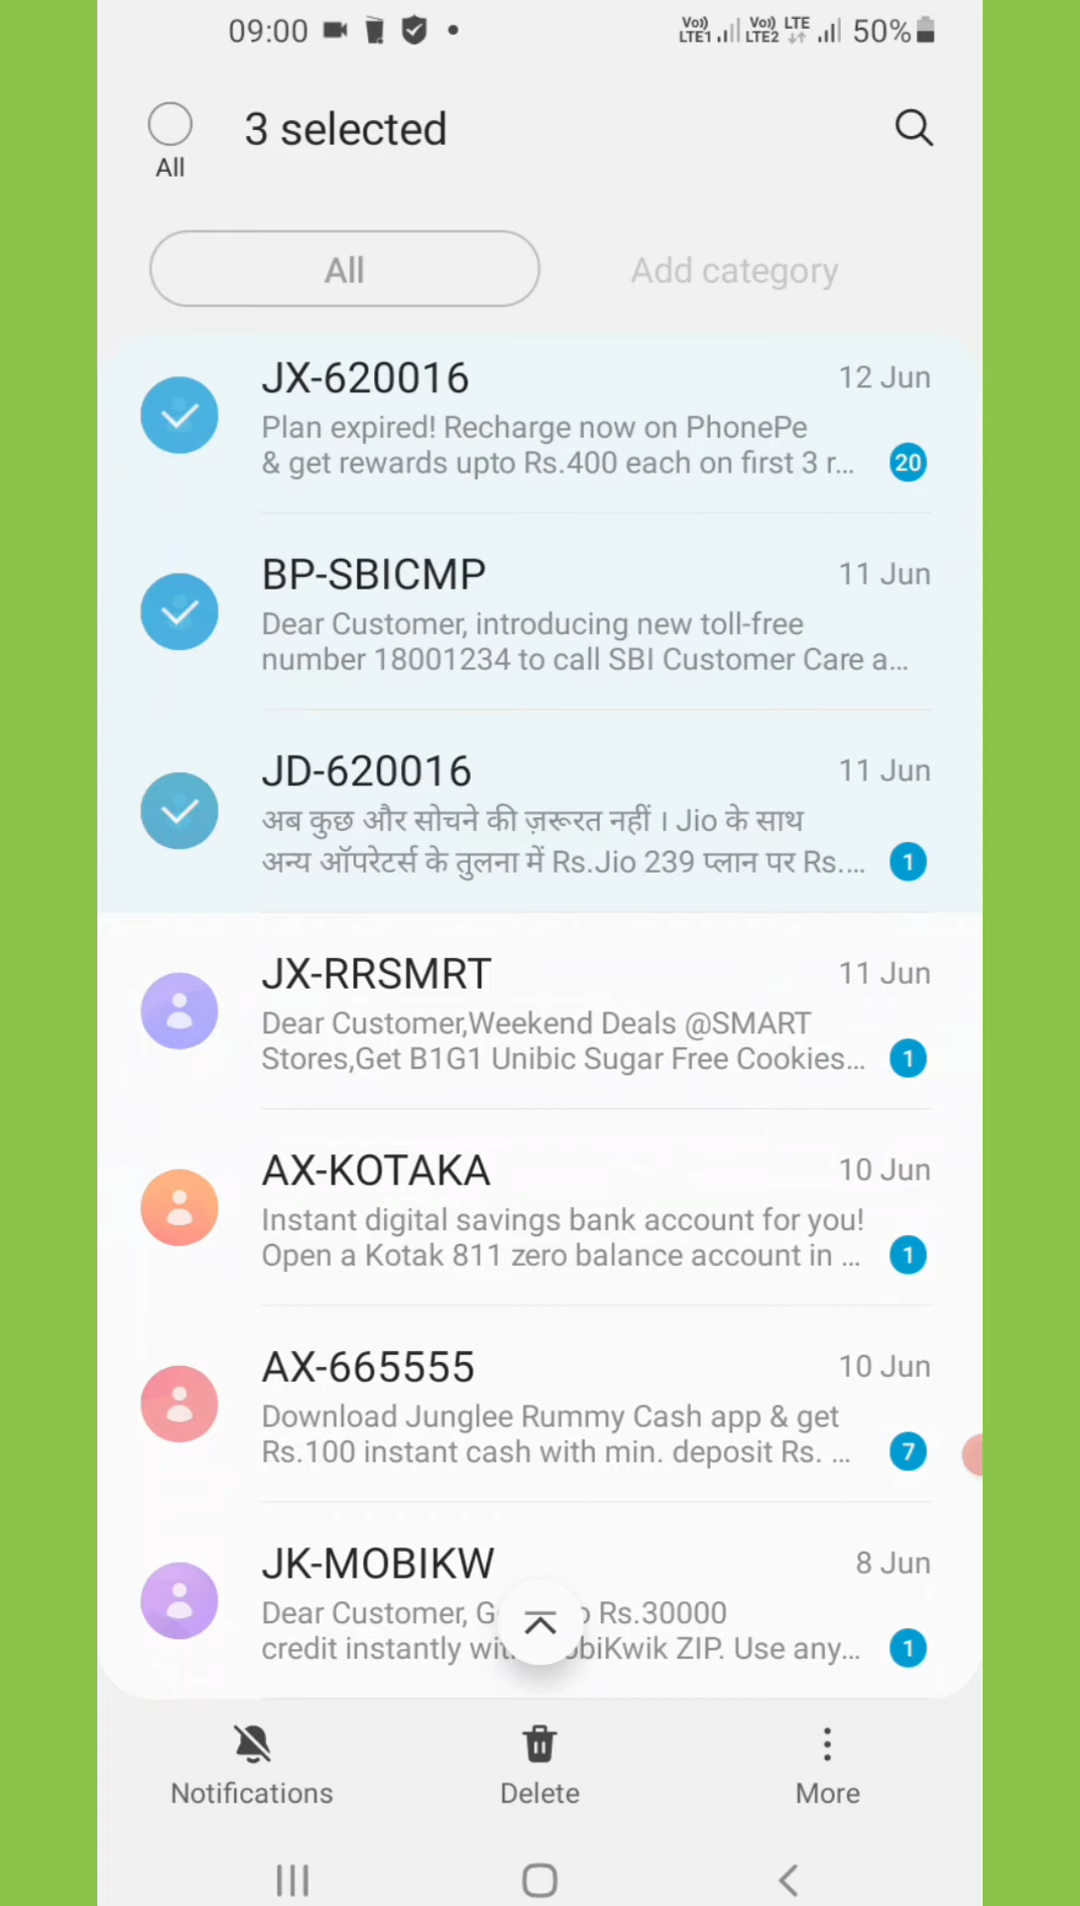 09:00 Vo)) LTE1 Vo)) LTE2 LTE 50%
3 selected
All
All Add category
JX-620016 12 Jun
Plan expired! Recharge now on PhonePe
& get rewards upto Rs.400 each on first 3 r... 20
BP-SBICMP 11 Jun
Dear Customer, introducing new toll-free
number 18001234 to call SBI Customer Care a...
JD-620016 11 Jun
अब कुछ और सोचने की ज़रूरत नहीं । Jio के साथ
अन्य ऑपरेटर्स के तुलना में Rs.Jio 239 प्लान पर Rs.... 1
JX-RRSMRT 11 Jun
Dear Customer,Weekend Deals @SMART
Stores,Get B1G1 Unibic Sugar Free Cookies... 1
AX-KOTAKA 10 Jun
Instant digital savings bank account for you!
Open a Kotak 811 zero balance account in ... 1
AX-665555 10 Jun
Download Junglee Rummy Cash app & get
Rs.100 instant cash with min. deposit Rs. ... 7
JK-MOBIKW 8 Jun
Dear Customer, Rs.30000
credit instantly ZIP. Use any... 1
Notifications Delete More